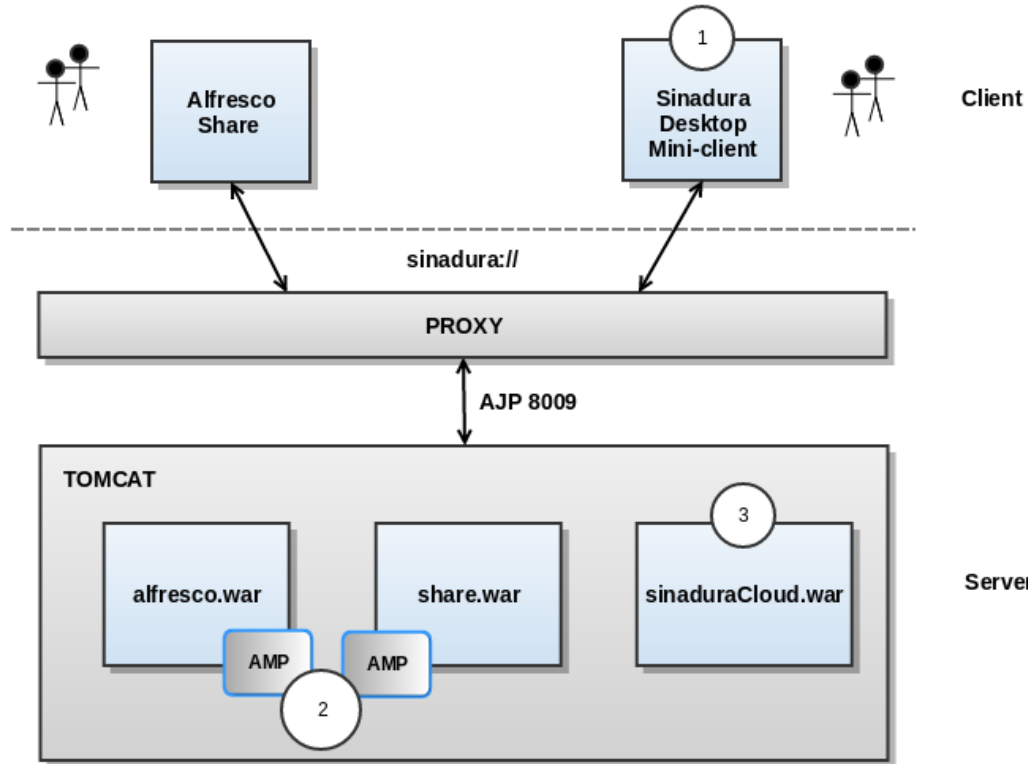 1
Alfresco
Share
Sinadura
Desktop
Mini-client
Client
sinadura://
PROXY
AJP 8009
TOMCAT
3
alfresco.war
share.war
sinaduraCloud.war
Server
AMP
AMP
2